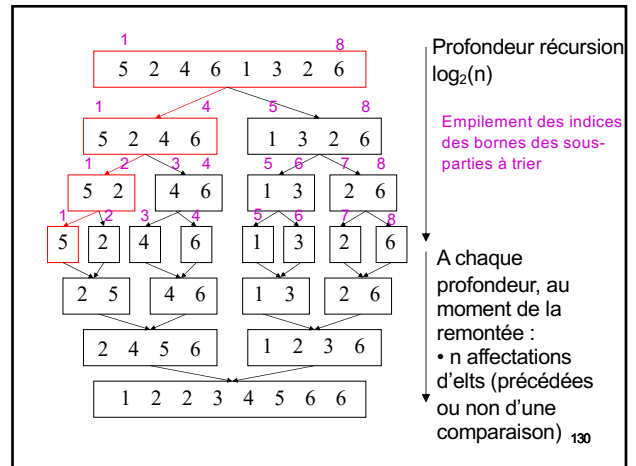 1 8
5 2 4 6 1 3 2 6
1 4 5 8
5 2 4 6 1 3 2 6
1 2 3 4 5 6 7 8
5 2 4 6 1 3 2 6
1 2 3 4 5 6 7 8
5 2 4 6 1 3 2 6
2 5 4 6 1 3 2 6
2 4 5 6 1 2 3 6
1 2 2 3 4 5 6 6
Profondeur récursion
log₂(n)
Empilement des indices
des bornes des sous-
parties à trier
A chaque
profondeur, au
moment de la
remontée :
• n affectations
d'elts (précédées
ou non d'une
comparaison)
130